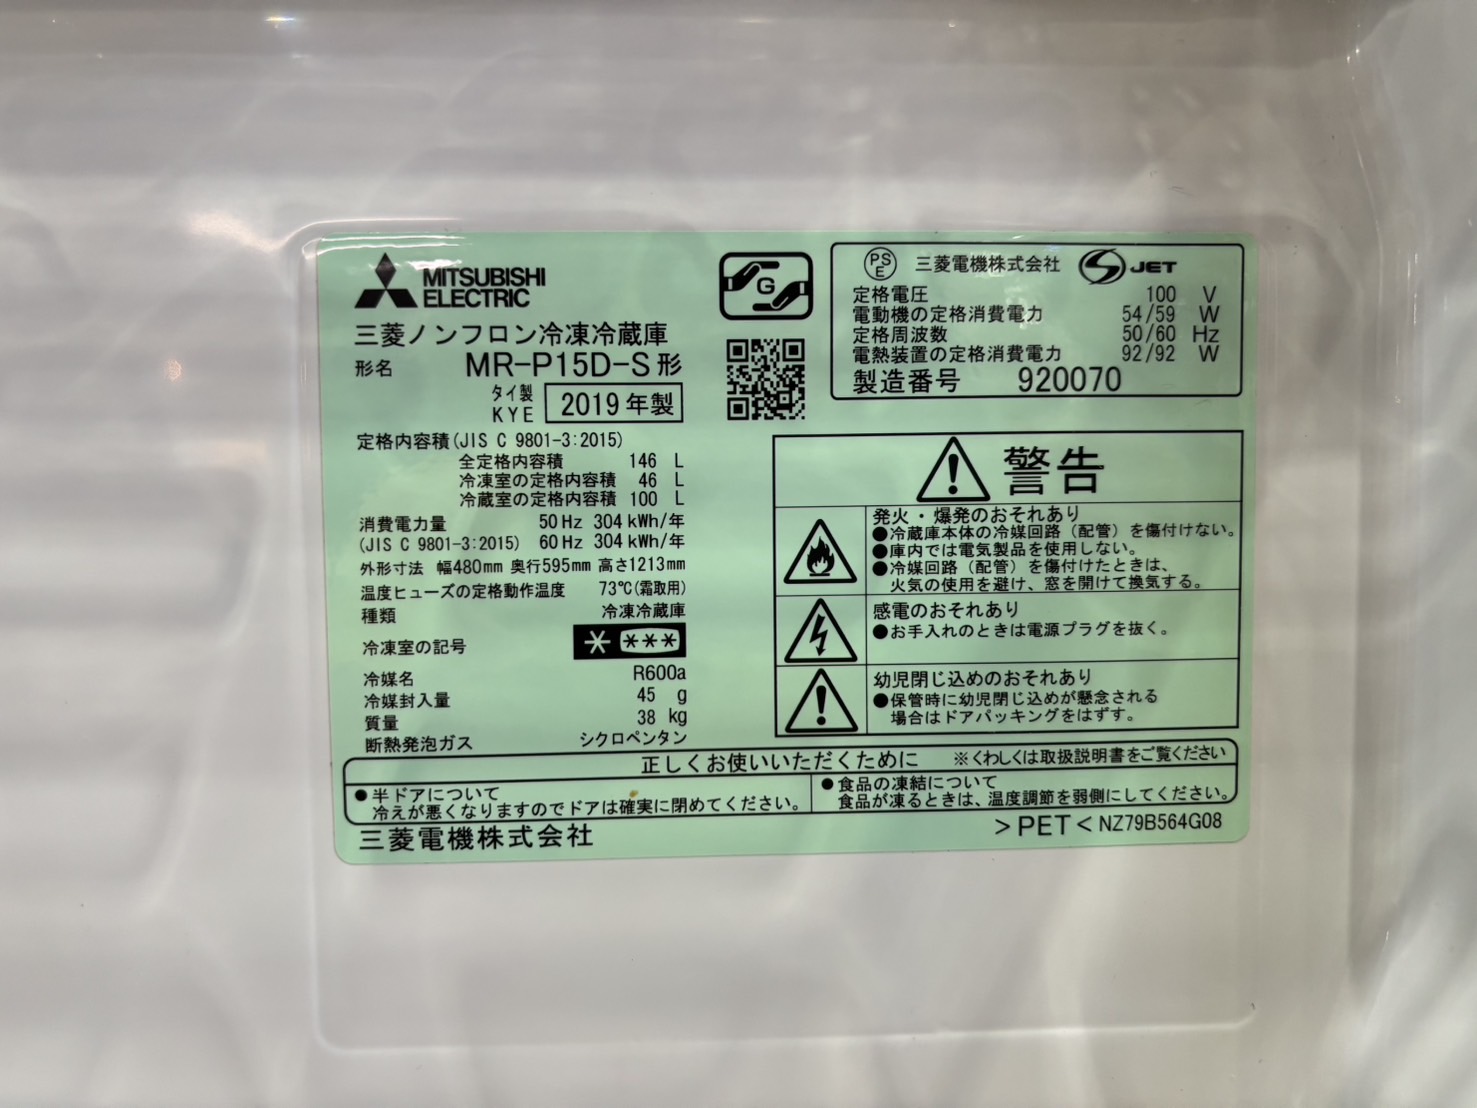 MITSUBISHI
ELECTRIC
三菱ノンフロン冷凍冷蔵庫
形名 MR-P15D-S形
タイ製
KYE 2019年製
定格内容積(JIS C 9801-3:2015)
全定格内容積 146 L
冷凍室の定格内容積 46 L
冷蔵室の定格内容積 100 L
消費電力量 50Hz 304kWh/年
(JIS C 9801-3:2015) 60Hz 304kWh/年
外形寸法 幅480mm 奥行595mm 高さ1213mm
温度ヒューズの定格動作温度 73℃(霜取用)
種類 冷凍冷蔵庫
冷凍室の記号 * ***
冷媒名 R600a
冷媒封入量 45 g
質量 38 kg
断熱発泡ガス シクロペンタン
G
PS
E 三菱電機株式会社 S JET
定格電圧 100 V
電動機の定格消費電力 54/59 W
定格周波数 50/60 Hz
電熱装置の定格消費電力 92/92 W
製造番号 920070
警告
発火・爆発のおそれあり
●冷蔵庫本体の冷媒回路(配管)を傷付けない。
●庫内では電気製品を使用しない。
●冷媒回路(配管)を傷付けたときは、
火気の使用を避け、窓を開けて換気する。
感電のおそれあり
●お手入れのときは電源プラグを抜く。
幼児閉じ込めのおそれあり
●保管時に幼児閉じ込めが懸念される
場合はドアパッキングをはずす。
正しくお使いいただくために ※くわしくは取扱説明書をご覧ください
●半ドアについて
冷えが悪くなりますのでドアは確実に閉めてください。
●食品の凍結について
食品が凍るときは、温度調節を弱側にしてください。
三菱電機株式会社
>PET< NZ79B564G08